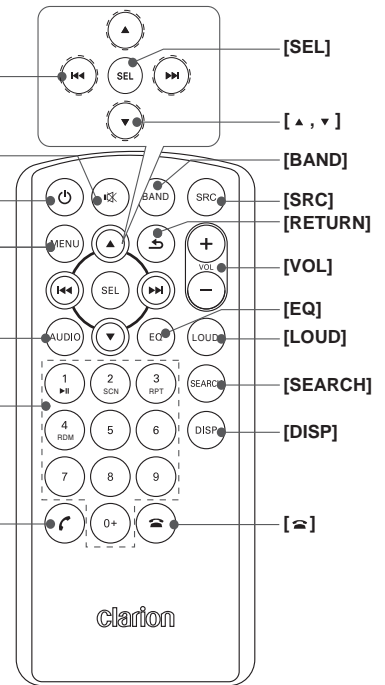 SEL
[SEL]
[ ▲ , ▼ ]
[BAND]
BAND
SRC
[SRC]
[RETURN]
MENU
VOL
[VOL]
SEL
[EQ]
AUDIO
EQ
LOUD
[LOUD]
1
2
3
SEARCH
[SEARCH]
►II
SCN
RPT
4
5
6
DISP
[DISP]
RDM
7
8
9
0+
[ ☎ ]
clarion